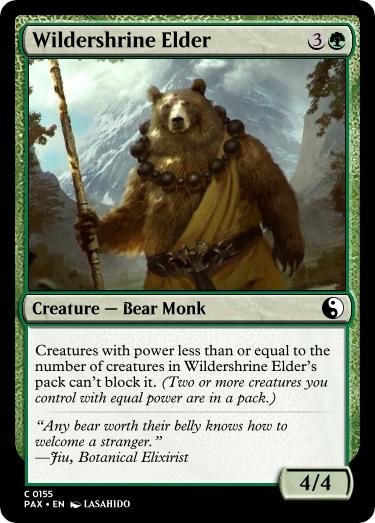 Wildershrine Elder 3
Creature — Bear Monk
Creatures with power less than or equal to the
number of creatures in Wildershrine Elder's
pack can't block it. (Two or more creatures you
control with equal power are in a pack.)
"Any bear worth their belly knows how to
welcome a stranger."
—Jiu, Botanical Elixirist
4/4
C 0155
PAX • EN LASAHIDO